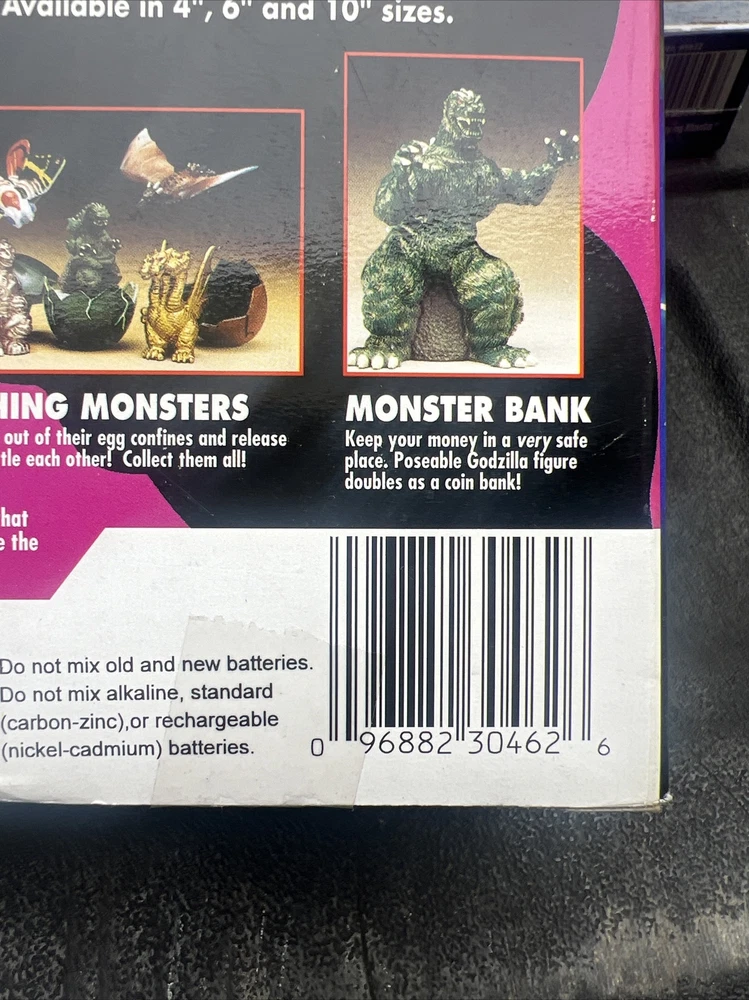 Available in 4", 6" and 10" sizes.
HING MONSTERS
out of their egg confines and release
tle each other! Collect them all!
MONSTER BANK
Keep your money in a very safe
place. Poseable Godzilla figure
doubles as a coin bank!
hat
e the
Do not mix old and new batteries.
Do not mix alkaline, standard
(carbon-zinc),or rechargeable
(nickel-cadmium) batteries.
0 96882 30462 6